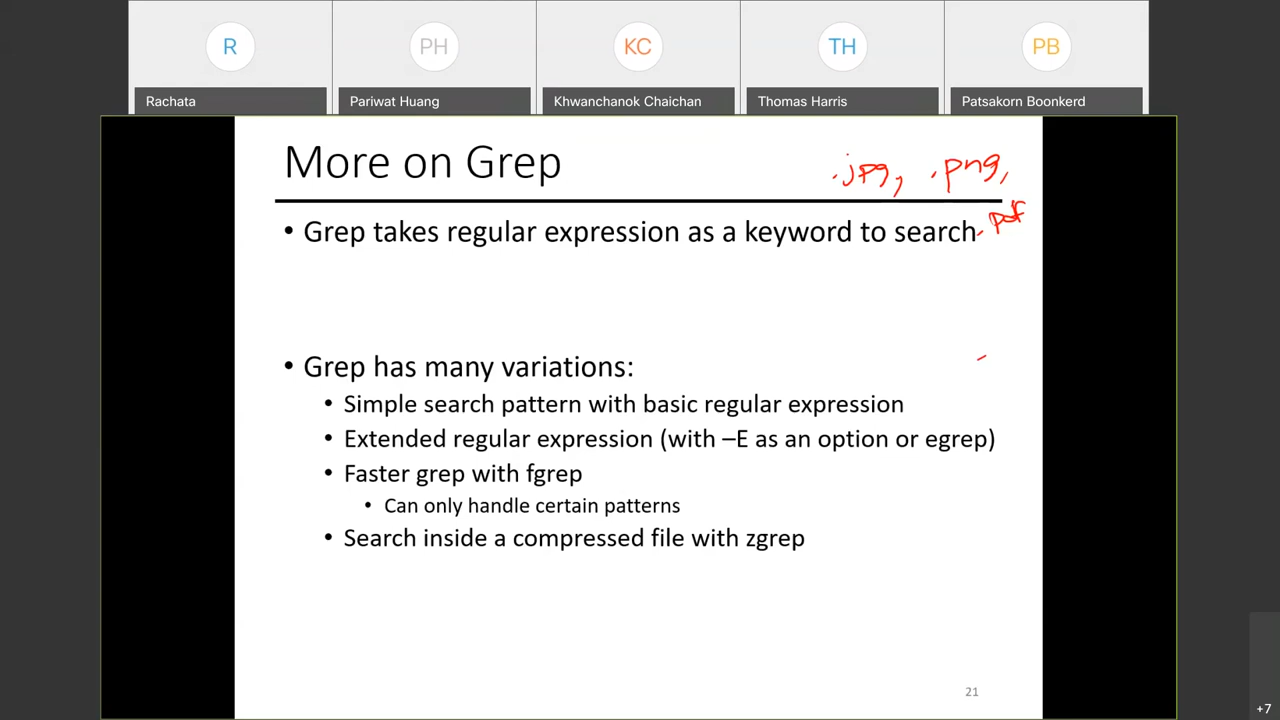 R PH KC TH PB
Rachata Pariwat Huang Khwanchanok Chaichan Thomas Harris Patsakorn Boonkerd
More on Grep
.jpg, .png,
.pdf
• Grep takes regular expression as a keyword to search
• Grep has many variations:
• Simple search pattern with basic regular expression
• Extended regular expression (with –E as an option or egrep)
• Faster grep with fgrep
• Can only handle certain patterns
• Search inside a compressed file with zgrep
21
+7